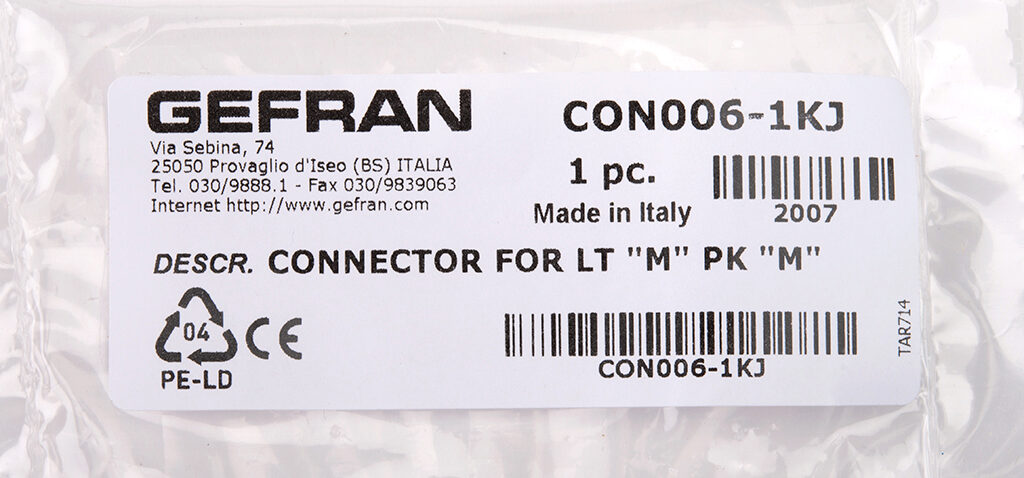 GEFRAN
Via Sebina, 74
25050 Provaglio d'Iseo (BS) ITALIA
Tel. 030/9888.1 - Fax 030/9839063
Internet http://www.gefran.com
CON006-1KJ
1 pc.
Made in Italy
2007
DESCR. CONNECTOR FOR LT "M" PK "M"
04
PE-LD
CE
CON006-1KJ
TAR714